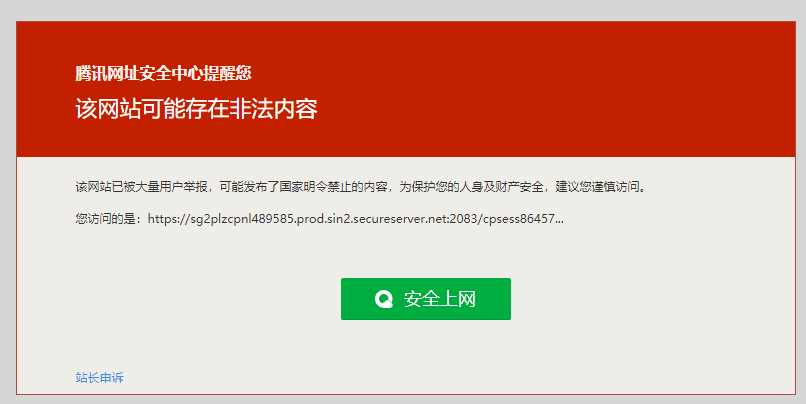 腾讯网址安全中心提醒您
该网站可能存在非法内容
该网站已被大量用户举报，可能发布了国家明令禁止的内容，为保护您的人身及财产安全，建议您谨慎访问。
您访问的是：https://sg2plzcpnl489585.prod.sin2.secureserver.net:2083/cpsess86457...
安全上网
站长申诉